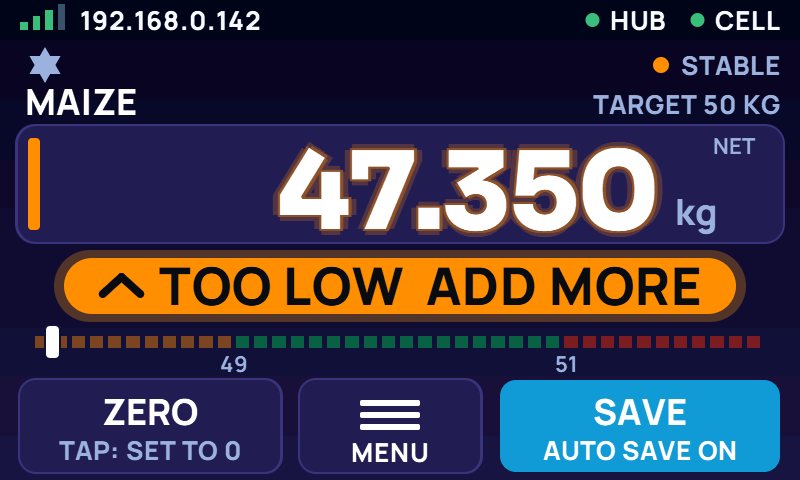 192.168.0.142
HUB
CELL
STABLE
MAIZE
TARGET 50 KG
NET
47.350 kg
TOO LOW ADD MORE
49
51
ZERO
TAP: SET TO 0
MENU
SAVE
AUTO SAVE ON